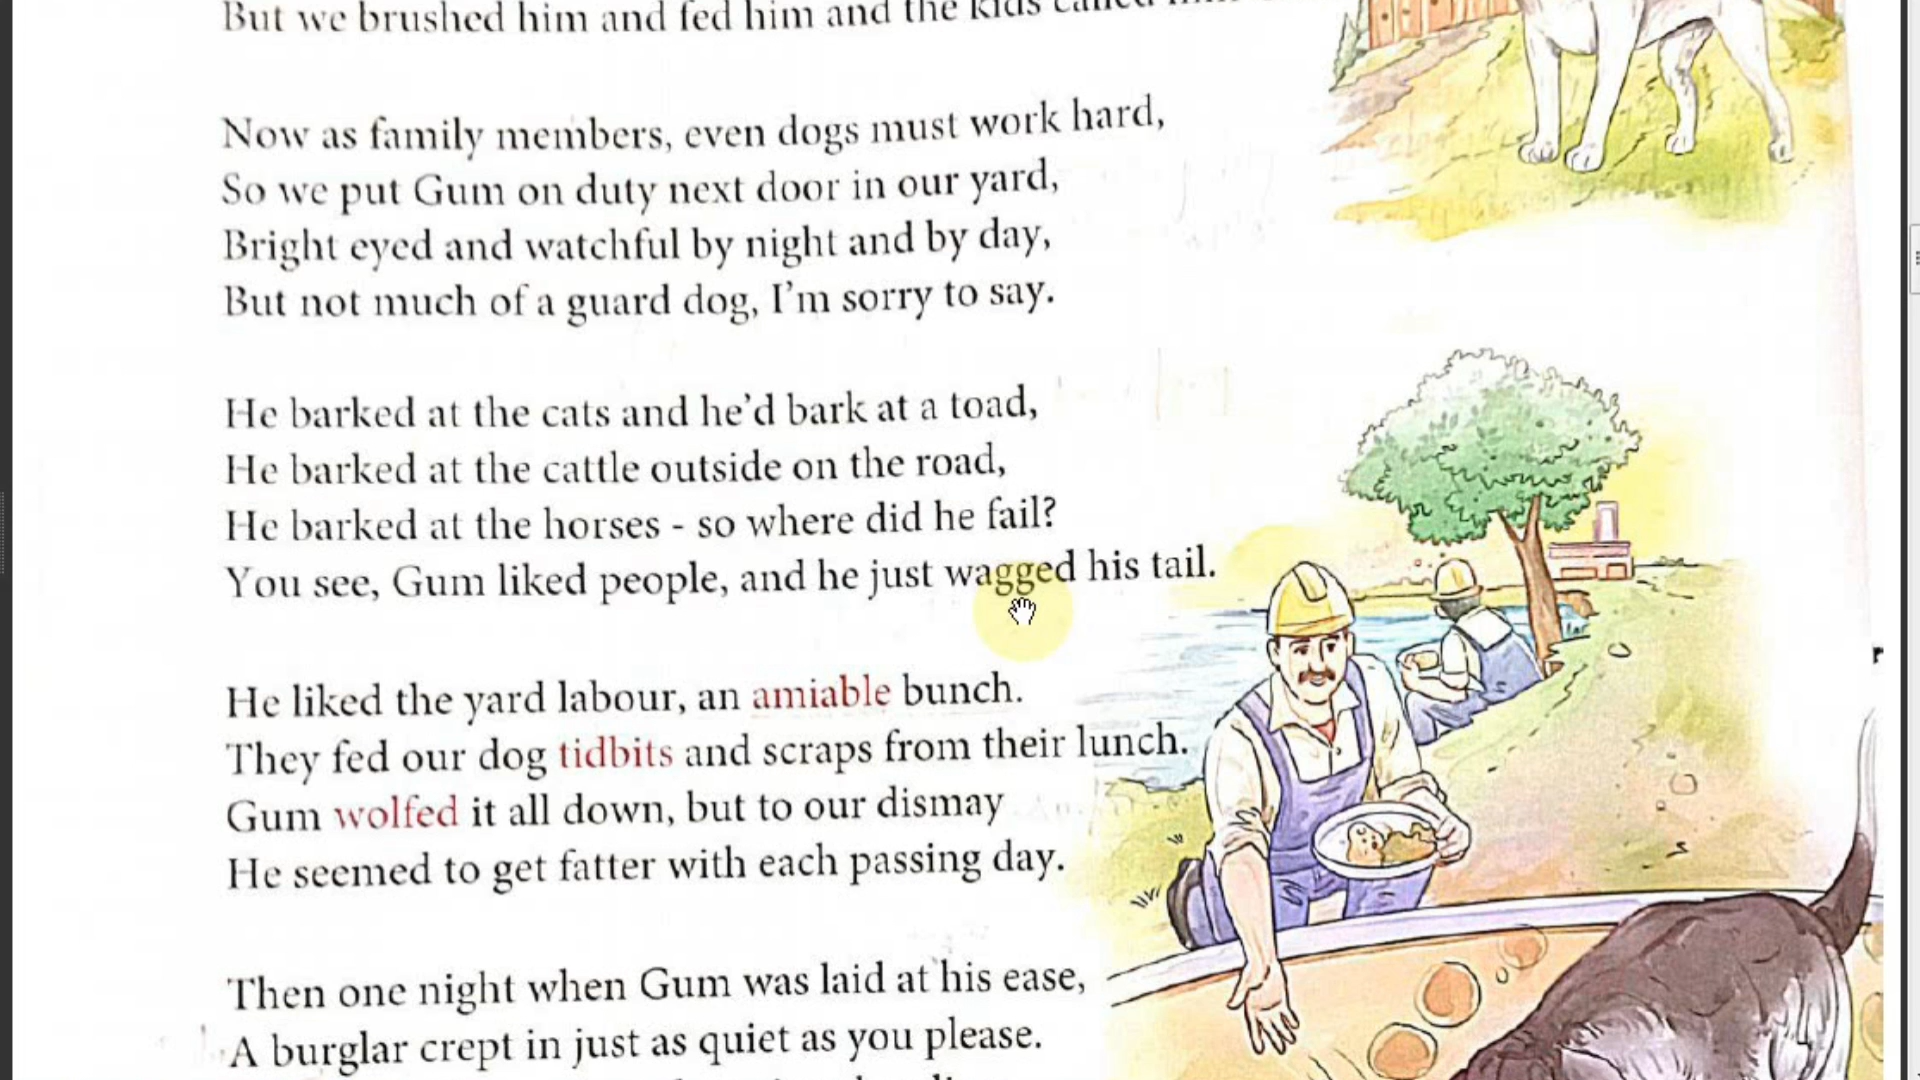 But we brushed him and fed him and the kids called
Now as family members, even dogs must work hard,
So we put Gum on duty next door in our yard,
Bright eyed and watchful by night and by day,
But not much of a guard dog, I'm sorry to say.
He barked at the cats and he'd bark at a toad,
He barked at the cattle outside on the road,
He barked at the horses - so where did he fail?
You see, Gum liked people, and he just wagged his tail.
He liked the yard labour, an amiable bunch.
They fed our dog tidbits and scraps from their lunch.
Gum wolfed it all down, but to our dismay
He seemed to get fatter with each passing day.
Then one night when Gum was laid at his ease,
A burglar crept in just as quiet as you please.